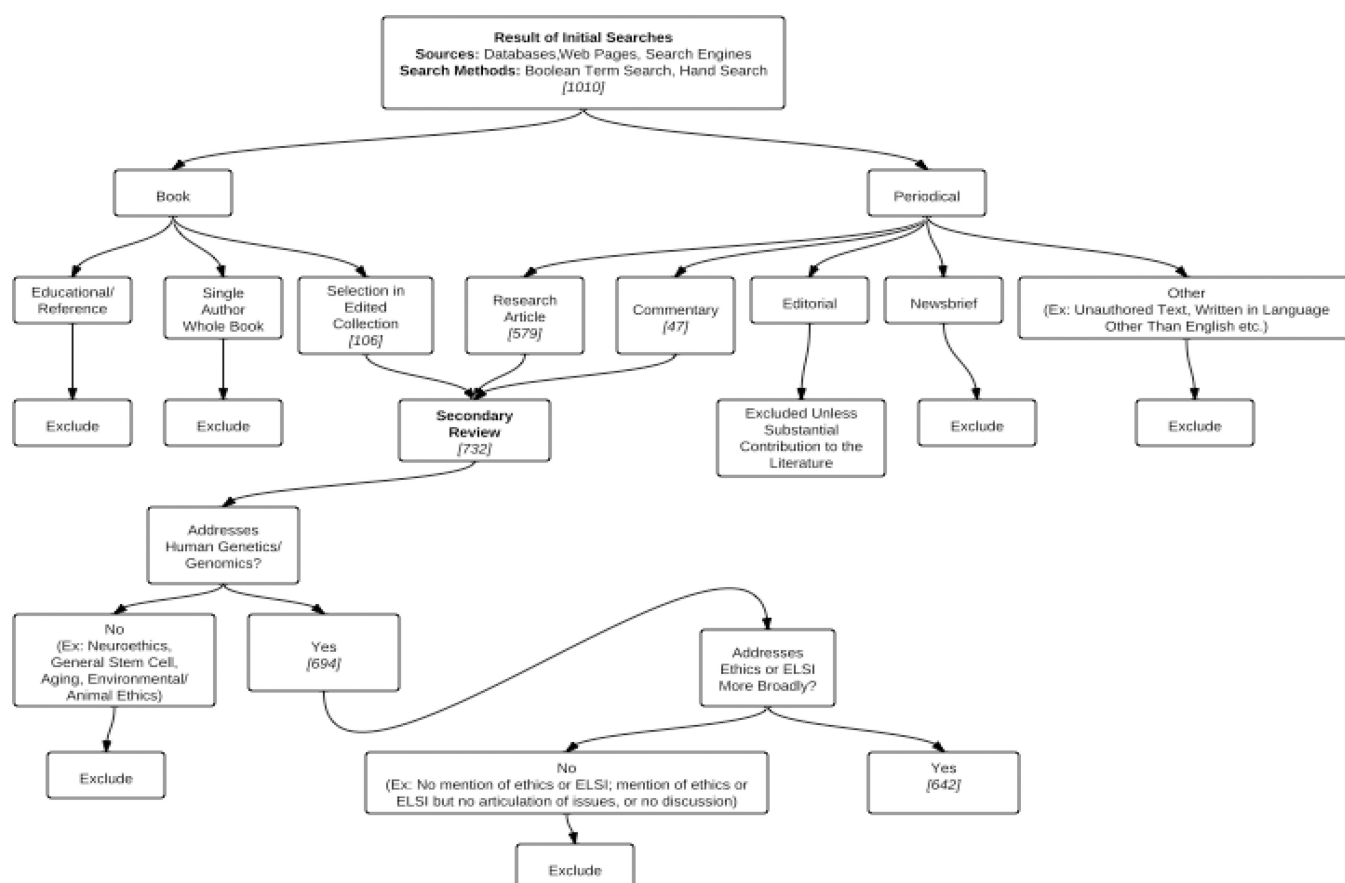 Result of Initial Searches
Sources: Databases,Web Pages, Search Engines
Search Methods: Boolean Term Search, Hand Search
[1010]
Book
Periodical
Educational/
Reference
Single
Author
Whole Book
Selection in
Edited
Collection
[106]
Research
Article
[579]
Commentary
[47]
Editorial
Newsbrief
Other
(Ex: Unauthored Text, Written in Language
Other Than English etc.)
Exclude
Exclude
Secondary
Review
[732]
Excluded Unless
Substantial
Contribution to the
Literature
Exclude
Exclude
Addresses
Human Genetics/
Genomics?
No
(Ex: Neuroethics,
General Stem Cell,
Aging, Environmental/
Animal Ethics)
Yes
[694]
Addresses
Ethics or ELSI
More Broadly?
Exclude
No
(Ex: No mention of ethics or ELSI; mention of ethics or
ELSI but no articulation of issues, or no discussion)
Yes
[642]
Exclude